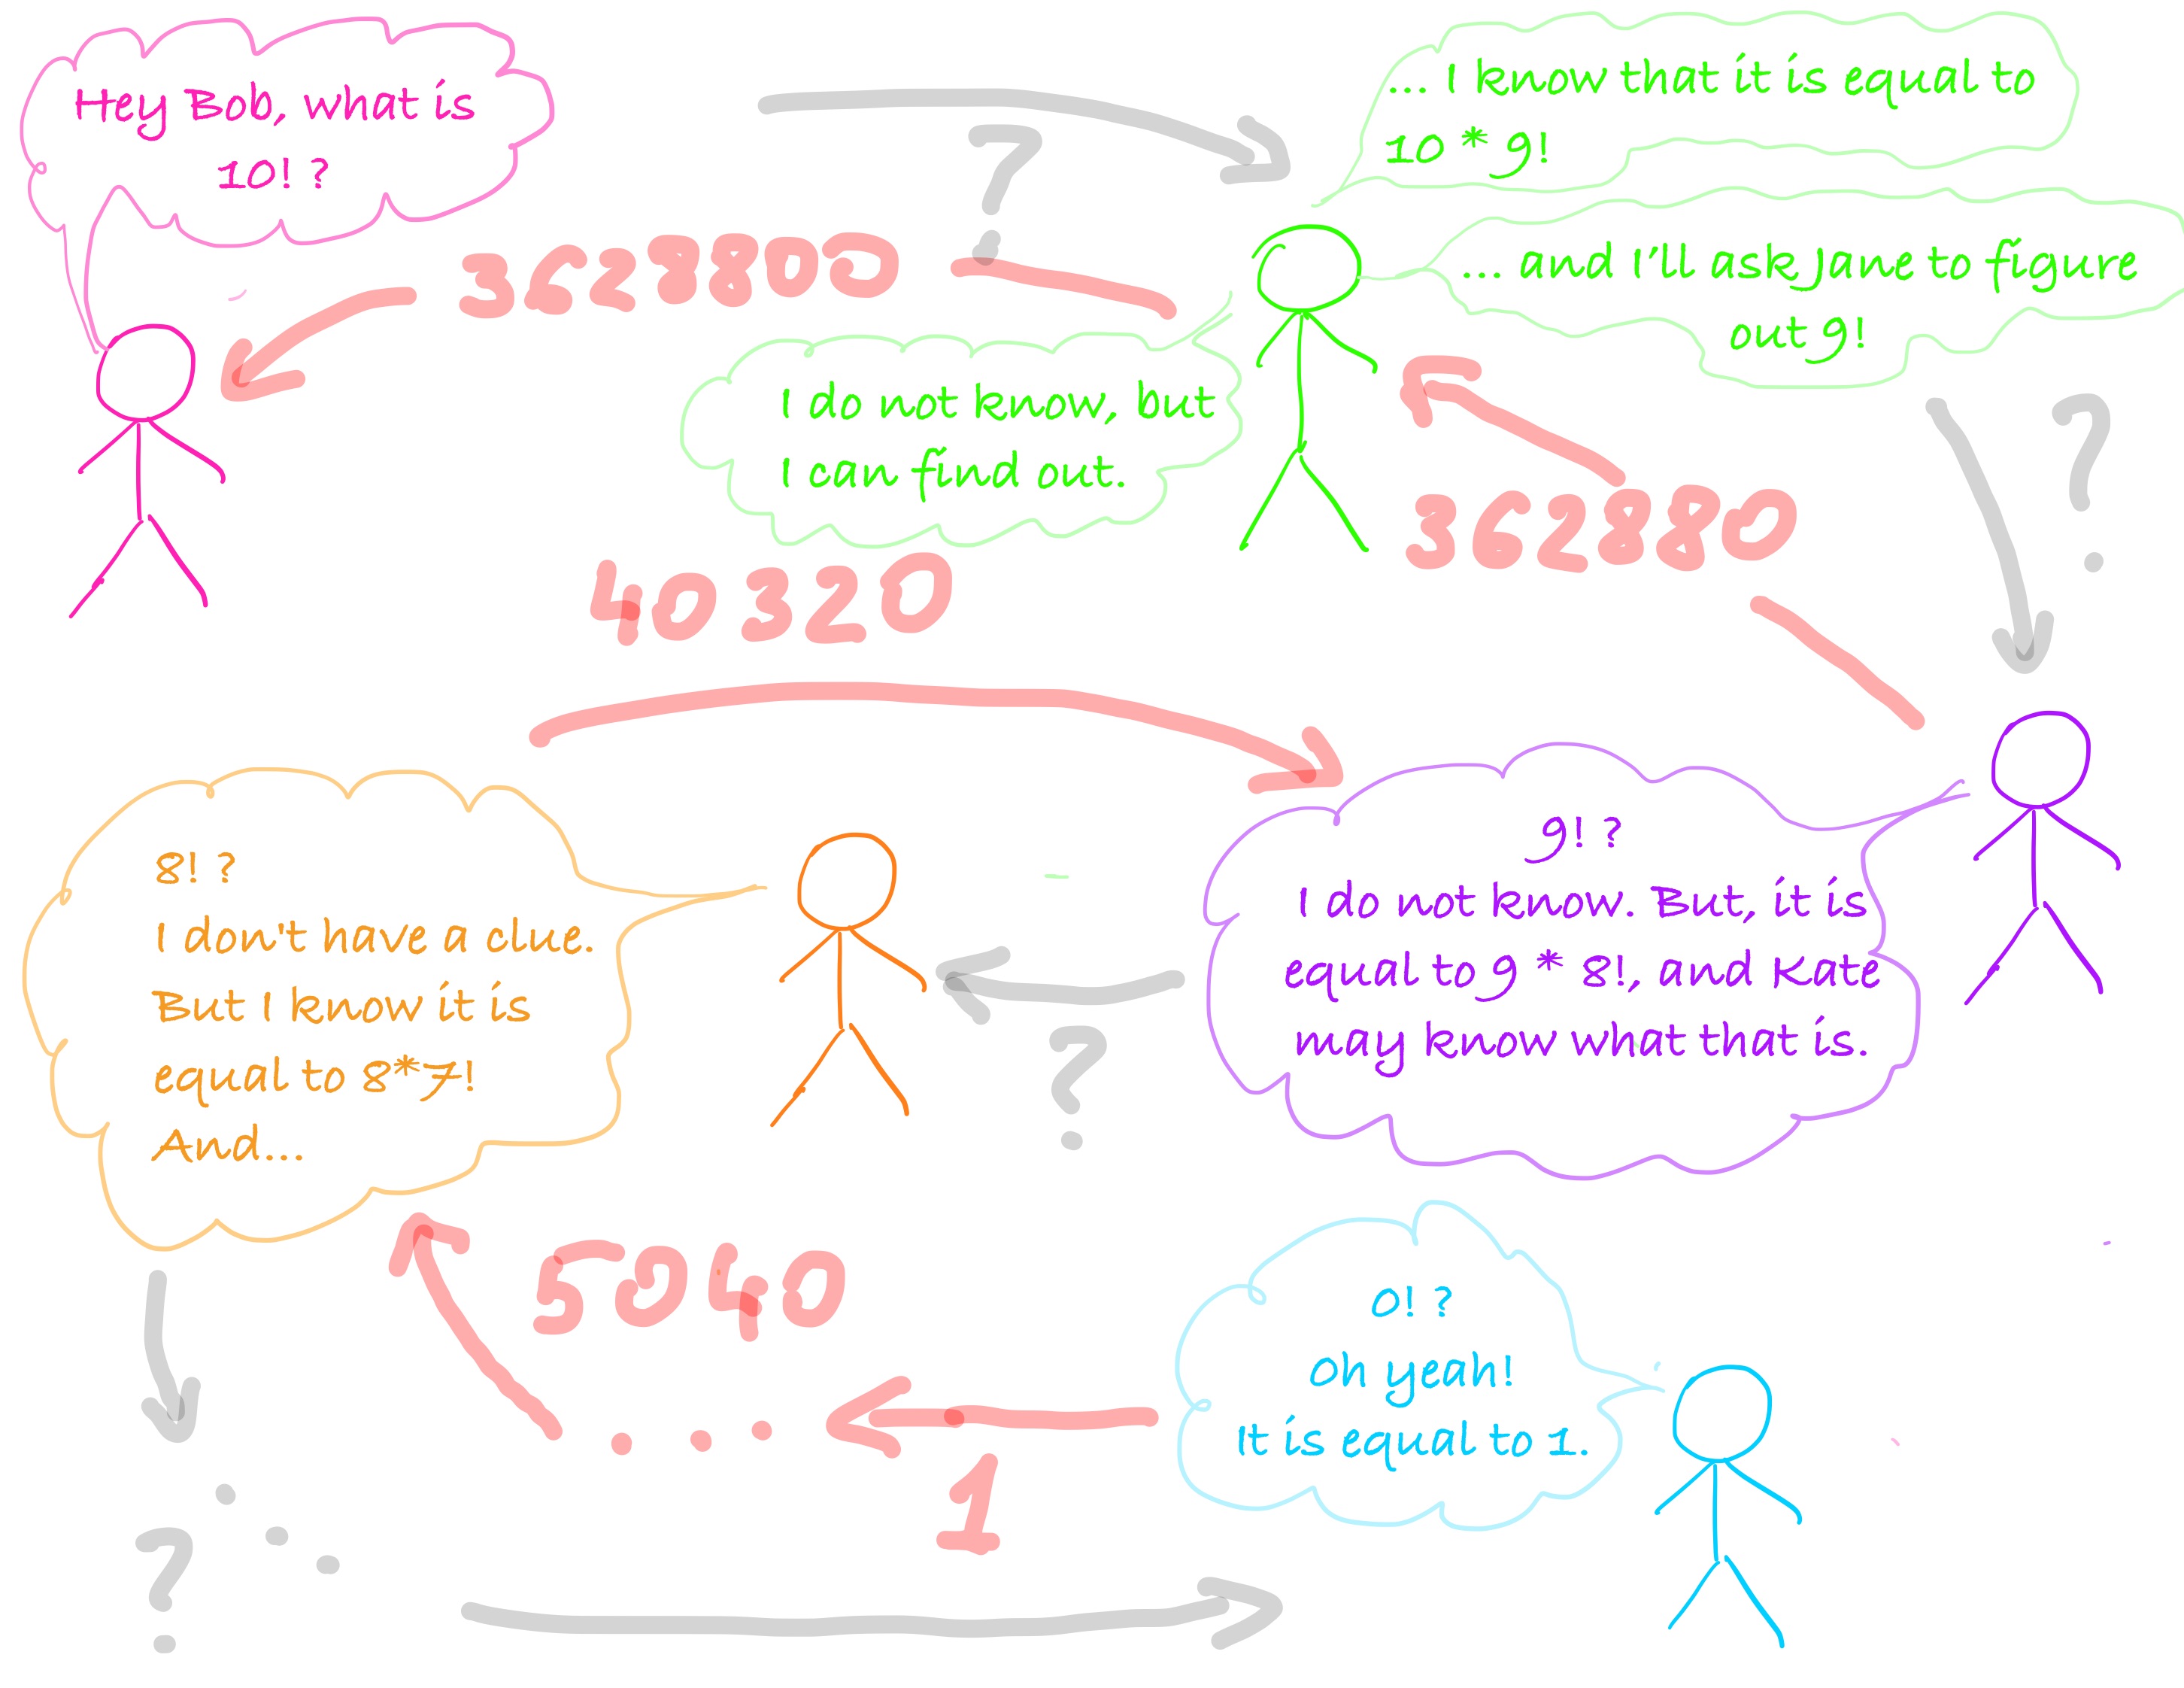 Hey Bob, what is
10! ?
?
... I know that it is equal to
10 * 9!
... and I'll ask Jane to figure
out 9!
3628800
I do not know, but
I can find out.
?
362880
40320
9! ?
I do not know. But, it is
equal to 9 * 8!, and Kate
may know what that is.
8! ?
I don't have a clue.
But I know it is
equal to 8*7!
And...
?
5040
0! ?
Oh yeah!
It is equal to 1.
. . .
1
?
. . .